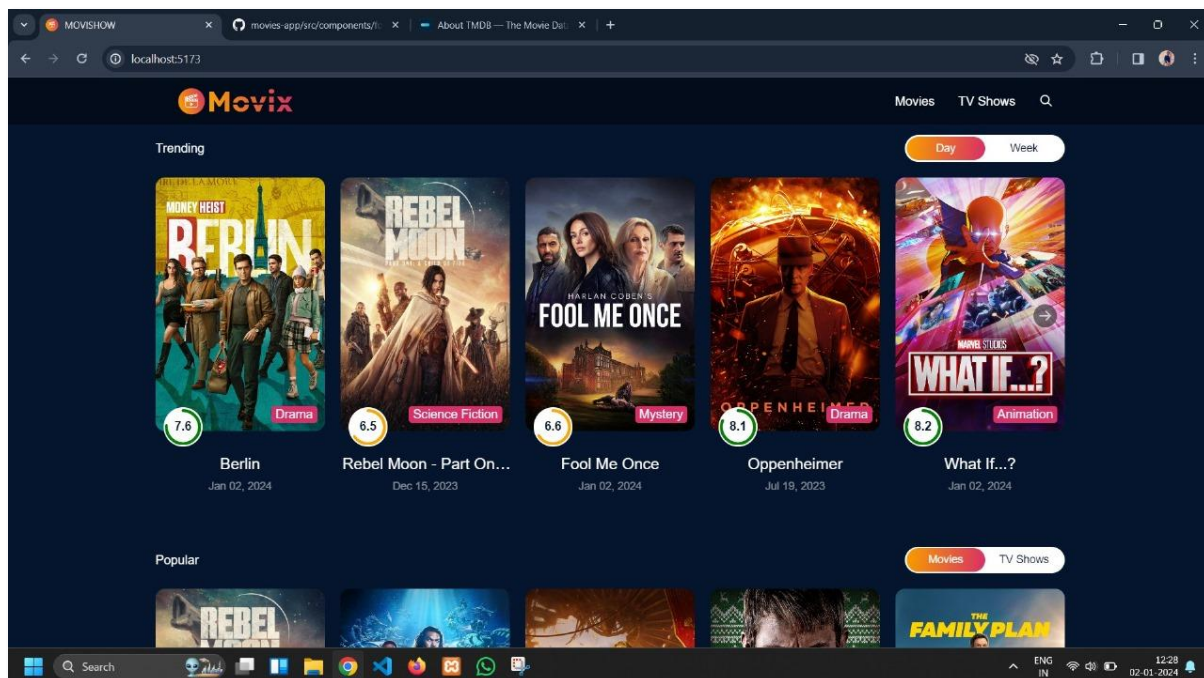 MOVISHOW
movies-app/src/components/fo
About TMDB — The Movie Dat
localhost:5173
Movix
Movies TV Shows
Trending
Day Week
MONEY HEIST
BERLIN
REBEL
MOON
HARLAN COBEN'S
FOOL ME ONCE
OPPENHEIMER
MARVEL STUDIOS
WHAT IF...?
Drama
Science Fiction
Mystery
Drama
Animation
7.6
6.5
6.6
8.1
8.2
Berlin
Rebel Moon - Part On...
Fool Me Once
Oppenheimer
What If...?
Jan 02, 2024
Dec 15, 2023
Jan 02, 2024
Jul 19, 2023
Jan 02, 2024
Popular
Movies TV Shows
REBEL
THE
FAMILY PLAN
Search
ENG
IN
12:28
02-01-2024